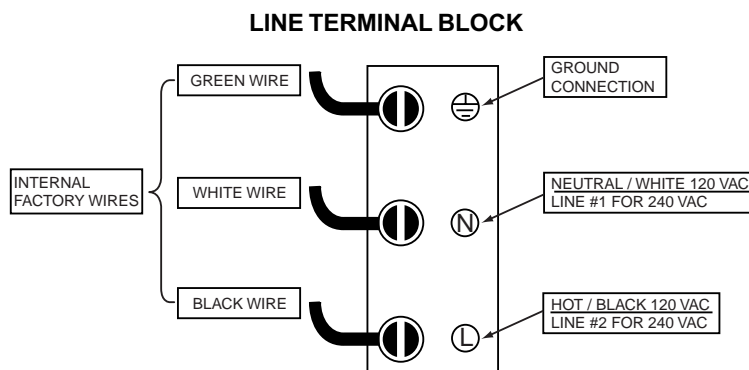 LINE TERMINAL BLOCK
GREEN WIRE
GROUND
CONNECTION
INTERNAL
FACTORY WIRES
WHITE WIRE
N
NEUTRAL / WHITE 120 VAC
LINE #1 FOR 240 VAC
BLACK WIRE
L
HOT / BLACK 120 VAC
LINE #2 FOR 240 VAC